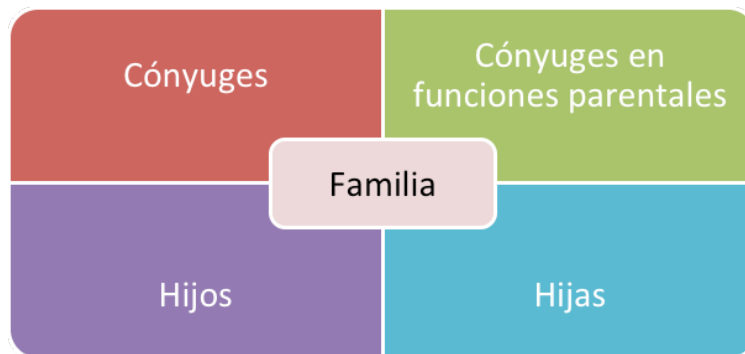 Cónyuges
Cónyuges en
funciones parentales
Familia
Hijos
Hijas